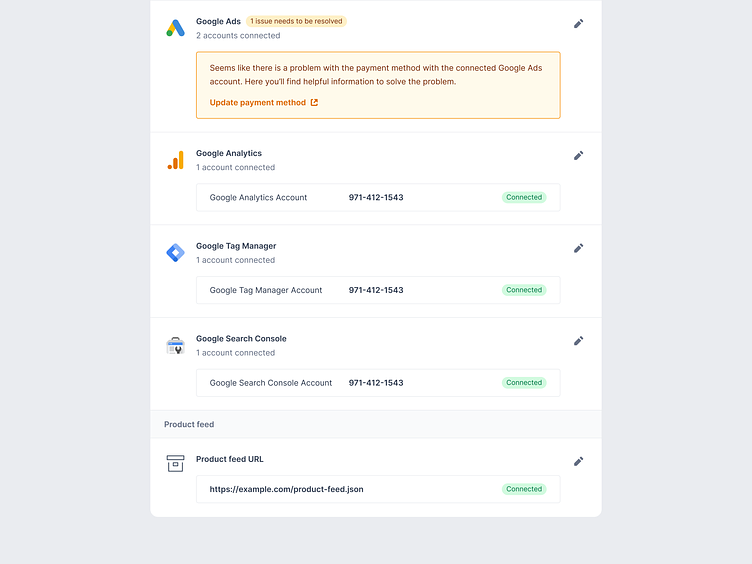 Google Ads 1 issue needs to be resolved
2 accounts connected
Seems like there is a problem with the payment method with the connected Google Ads
account. Here you'll find helpful information to solve the problem.
Update payment method
Google Analytics
1 account connected
Google Analytics Account 971-412-1543 Connected
Google Tag Manager
1 account connected
Google Tag Manager Account 971-412-1543 Connected
Google Search Console
1 account connected
Google Search Console Account 971-412-1543 Connected
Product feed
Product feed URL
https://example.com/product-feed.json Connected